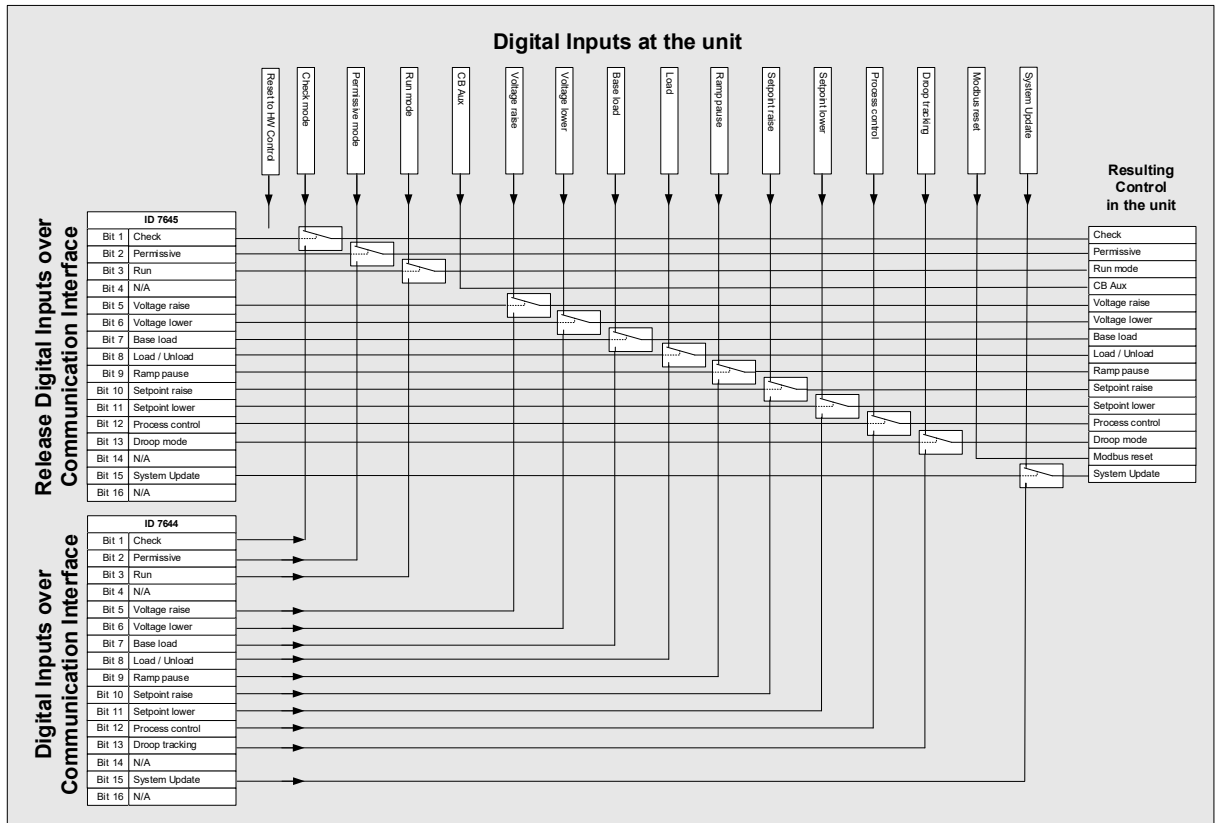 Digital Inputs at the unit
Reset to HW Control
Check mode
Permissive mode
Run mode
CB Aux
Voltage raise
Voltage lower
Base load
Load
Ramp pause
Setpoint raise
Setpoint lower
Process control
Droop tracking
Modbus reset
System Update
Resulting
Control
in the unit
Release Digital Inputs over
Communication Interface
ID 7645
Bit 1 Check
Bit 2 Permissive
Bit 3 Run
Bit 4 N/A
Bit 5 Voltage raise
Bit 6 Voltage lower
Bit 7 Base load
Bit 8 Load / Unload
Bit 9 Ramp pause
Bit 10 Setpoint raise
Bit 11 Setpoint lower
Bit 12 Process control
Bit 13 Droop mode
Bit 14 N/A
Bit 15 System Update
Bit 16 N/A
Check
Permissive
Run mode
CB Aux
Voltage raise
Voltage lower
Base load
Load / Unload
Ramp pause
Setpoint raise
Setpoint lower
Process control
Droop mode
Modbus reset
System Update
Digital Inputs over
Communication Interface
ID 7644
Bit 1 Check
Bit 2 Permissive
Bit 3 Run
Bit 4 N/A
Bit 5 Voltage raise
Bit 6 Voltage lower
Bit 7 Base load
Bit 8 Load / Unload
Bit 9 Ramp pause
Bit 10 Setpoint raise
Bit 11 Setpoint lower
Bit 12 Process control
Bit 13 Droop tracking
Bit 14 N/A
Bit 15 System Update
Bit 16 N/A